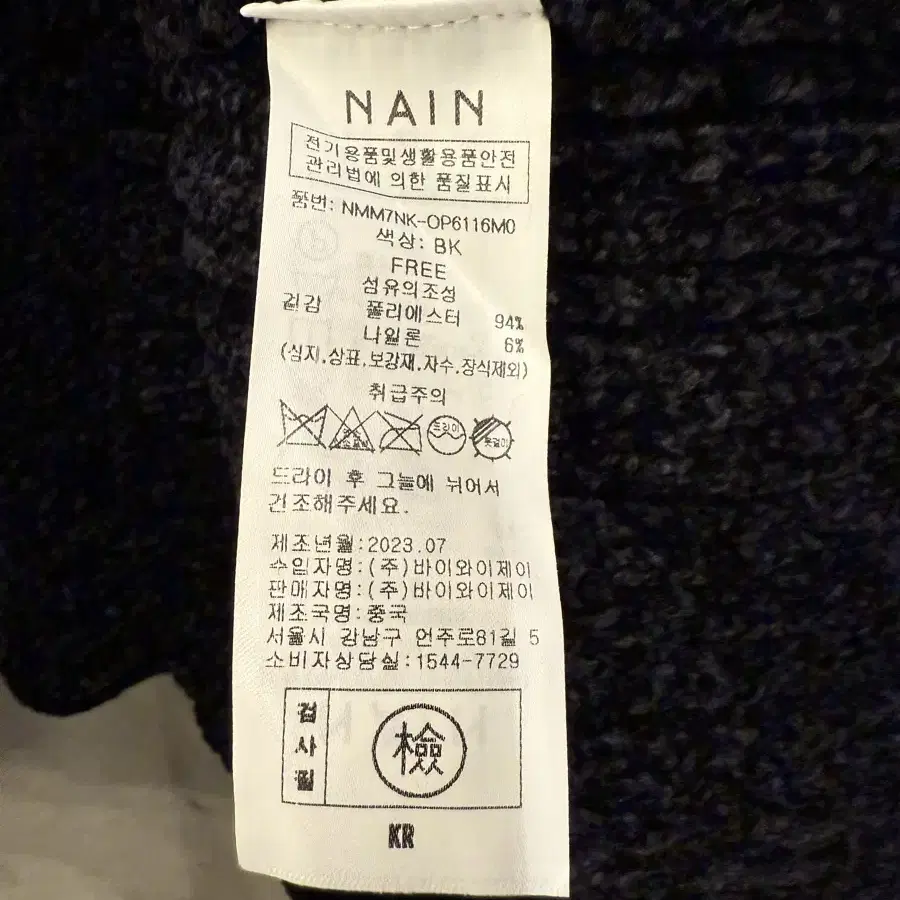 NAIN
전기용품및생활용품안전
관리법에 의한 품질표시
품번: NMM7NK-OP6116M0
색상: BK
FREE
섬유의조성
겉감 폴리에스터 94%
나일론 6%
(심지,상표,보강재,자수,장식제외)
취급주의
드라이
옷걸이
드라이 후 그늘에 뉘어서
건조해주세요.
제조년월:2023.07
수입자명:(주)바이와이제이
판매자명:(주)바이와이제이
제조국명:중국
서울시 강남구 언주로81길 5
소비자상담실:1544-7729
검사필
檢
KR